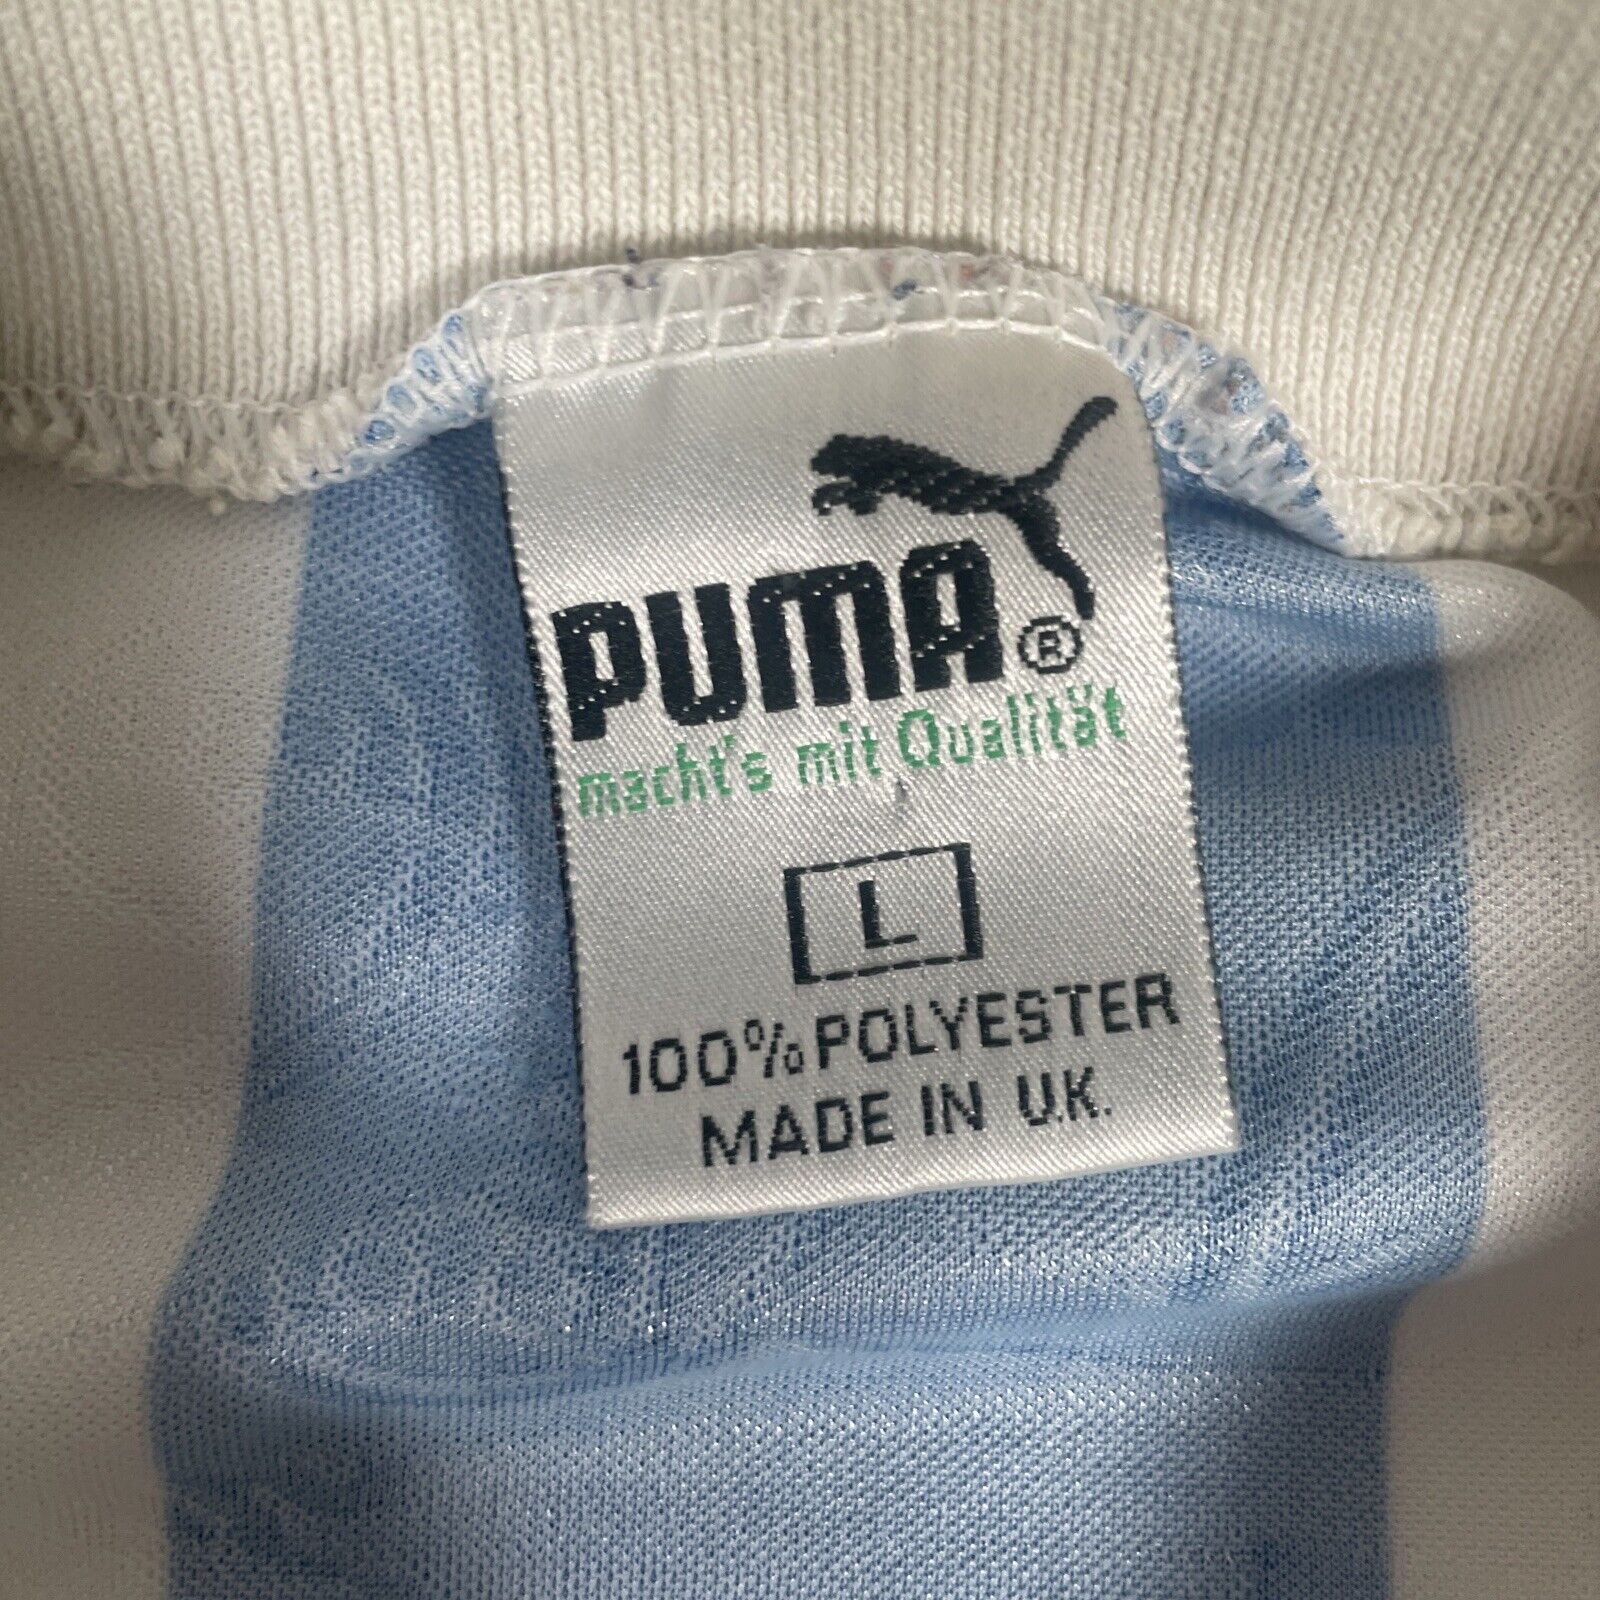 PUMA®
macht's mit Qualität
L
100% POLYESTER
MADE IN U.K.